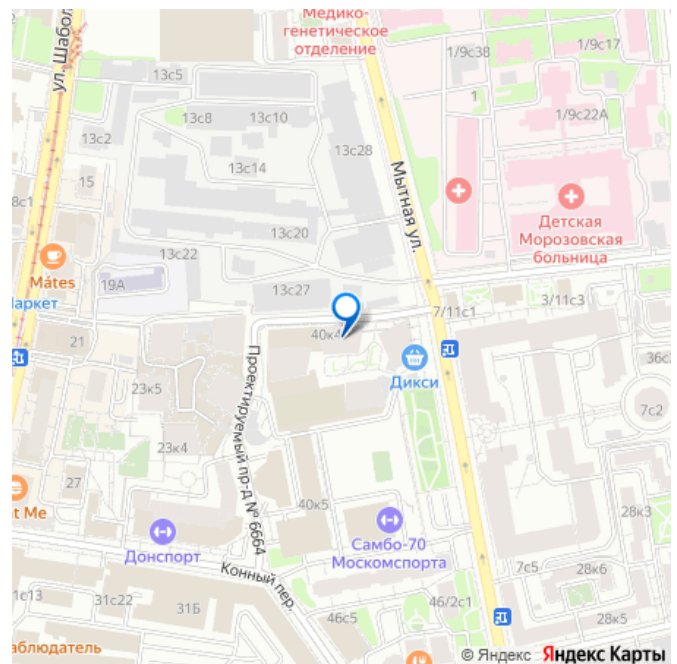 Медико-
генетическое
отделение
ул. Шабол
13с5
1/9с38
1/9с17
13с8
13с10
1
1/9с22А
13с2
13с28
13с14
15
Мытная ул.
8с1
13с20
Детская
Морозовская
больница
13с22
Mátes
19А
13с27
3/11с3
Маркет
7/11с1
21
40к4
36с
Дикси
23к5
7с2
Проектируемый пр-д № 6664
23к4
27
40к5
28к3
t Me
Самбо-70
Москомспорта
Донспорт
7с5
28к6
Конный пер.
1с13
31с22
31Б
46с5
46/2с1
28к5
аблюдатель
© Яндекс Яндекс Карты